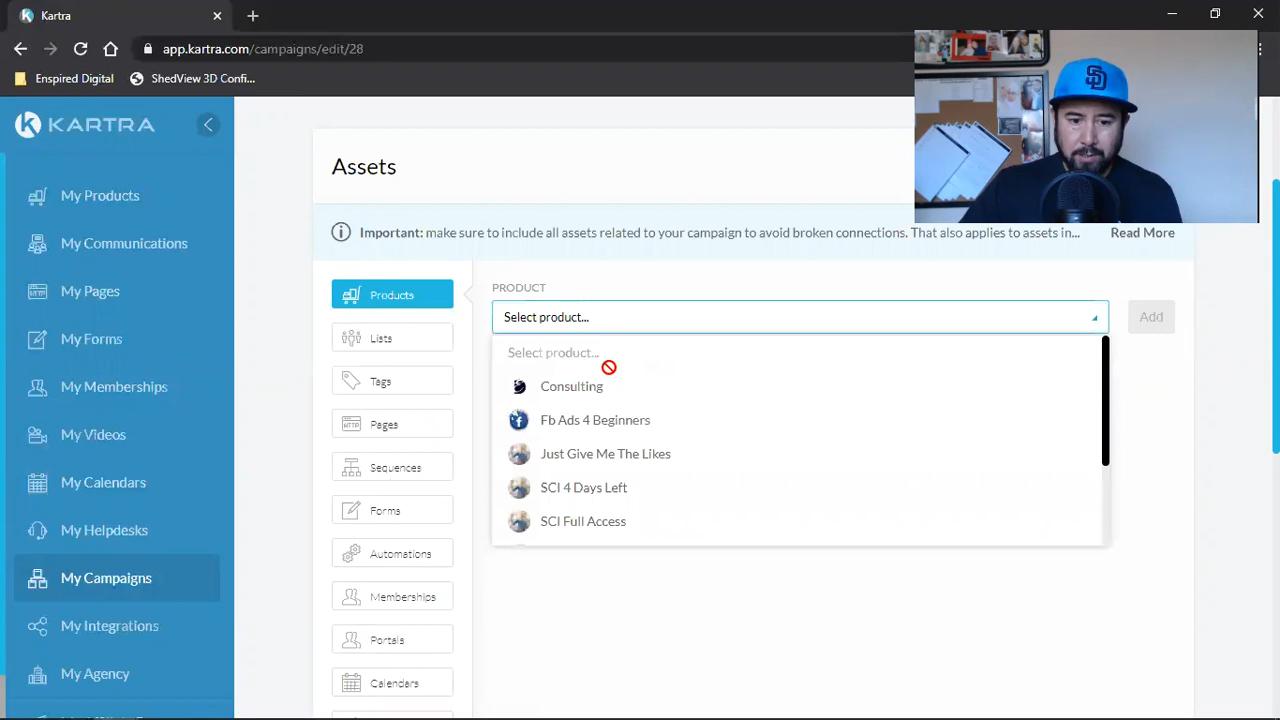 Kartra
app.kartra.com/campaigns/edit/28
Enspired Digital
ShedView 3D Confi...
KARTRA
My Products
My Communications
My Pages
My Forms
My Memberships
My Videos
My Calendars
My Helpdesks
My Campaigns
My Integrations
My Agency
Assets
Important: make sure to include all assets related to your campaign to avoid broken connections. That also applies to assets in... Read More
Products
Lists
Tags
Pages
Sequences
Forms
Automations
Memberships
Portals
Calendars
PRODUCT
Select product...
Add
Select product...
Consulting
Fb Ads 4 Beginners
Just Give Me The Likes
SCI 4 Days Left
SCI Full Access